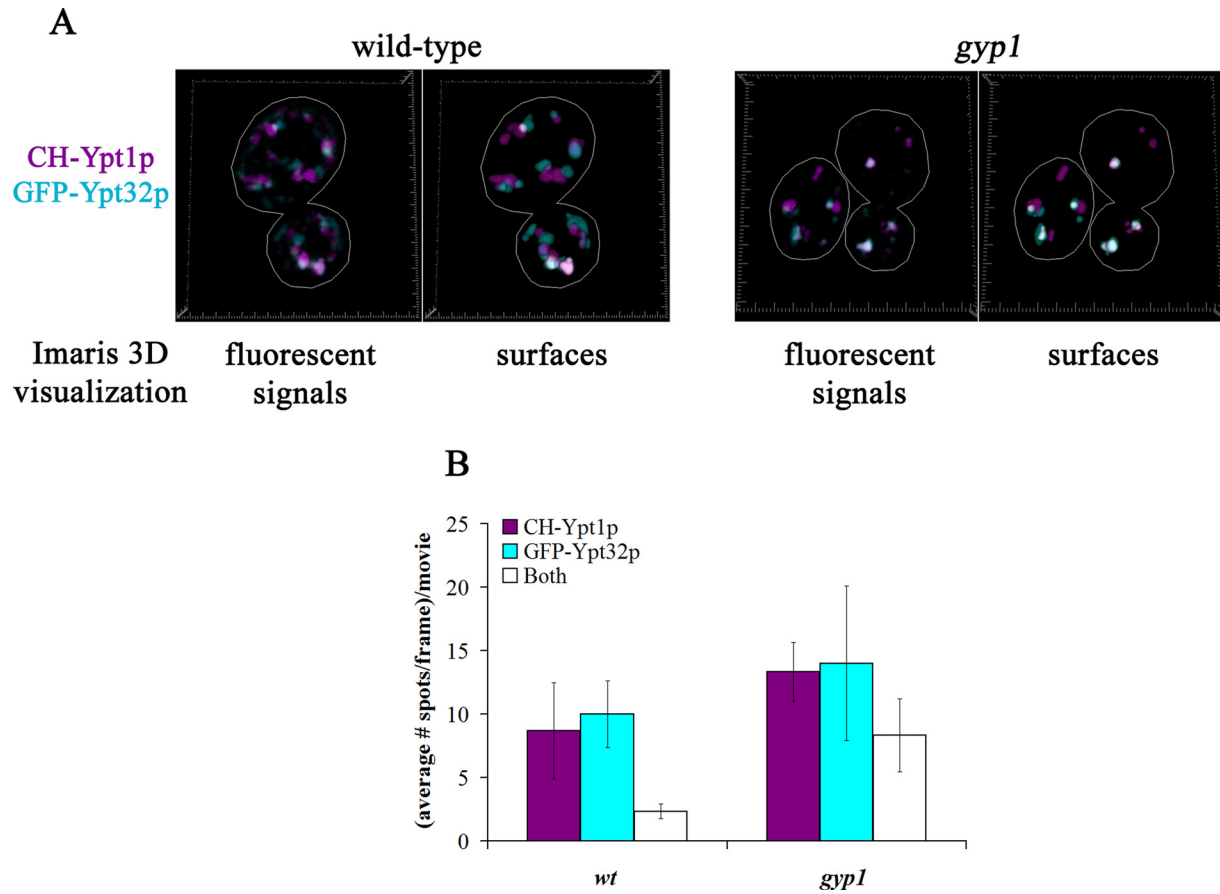 A
wild-type
gyp1
CH-Ypt1p
GFP-Ypt32p
Imaris 3D
visualization
fluorescent
signals
surfaces
fluorescent
signals
surfaces
B
(average # spots/frame)/movie
25
20
15
10
5
0
CH-Ypt1p
GFP-Ypt32p
Both
wt
gyp1